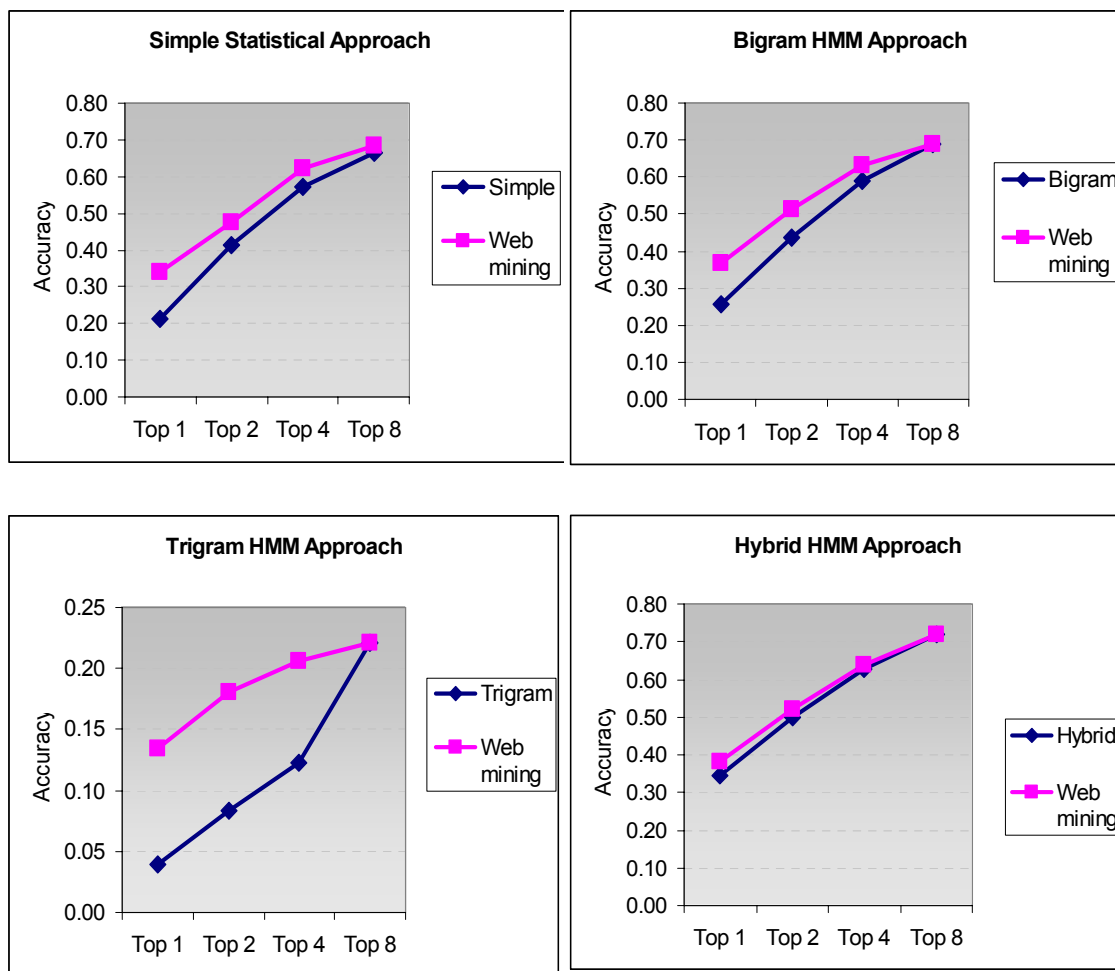 Simple Statistical Approach
Accuracy
0.80
0.70
0.60
0.50
0.40
0.30
0.20
0.10
0.00
Top 1 Top 2 Top 4 Top 8
Simple
Web
mining
Bigram HMM Approach
Accuracy
0.80
0.70
0.60
0.50
0.40
0.30
0.20
0.10
0.00
Top 1 Top 2 Top 4 Top 8
Bigram
Web
mining
Trigram HMM Approach
Accuracy
0.25
0.20
0.15
0.10
0.05
0.00
Top 1 Top 2 Top 4 Top 8
Trigram
Web
mining
Hybrid HMM Approach
Accuracy
0.80
0.70
0.60
0.50
0.40
0.30
0.20
0.10
0.00
Top 1 Top 2 Top 4 Top 8
Hybrid
Web
mining